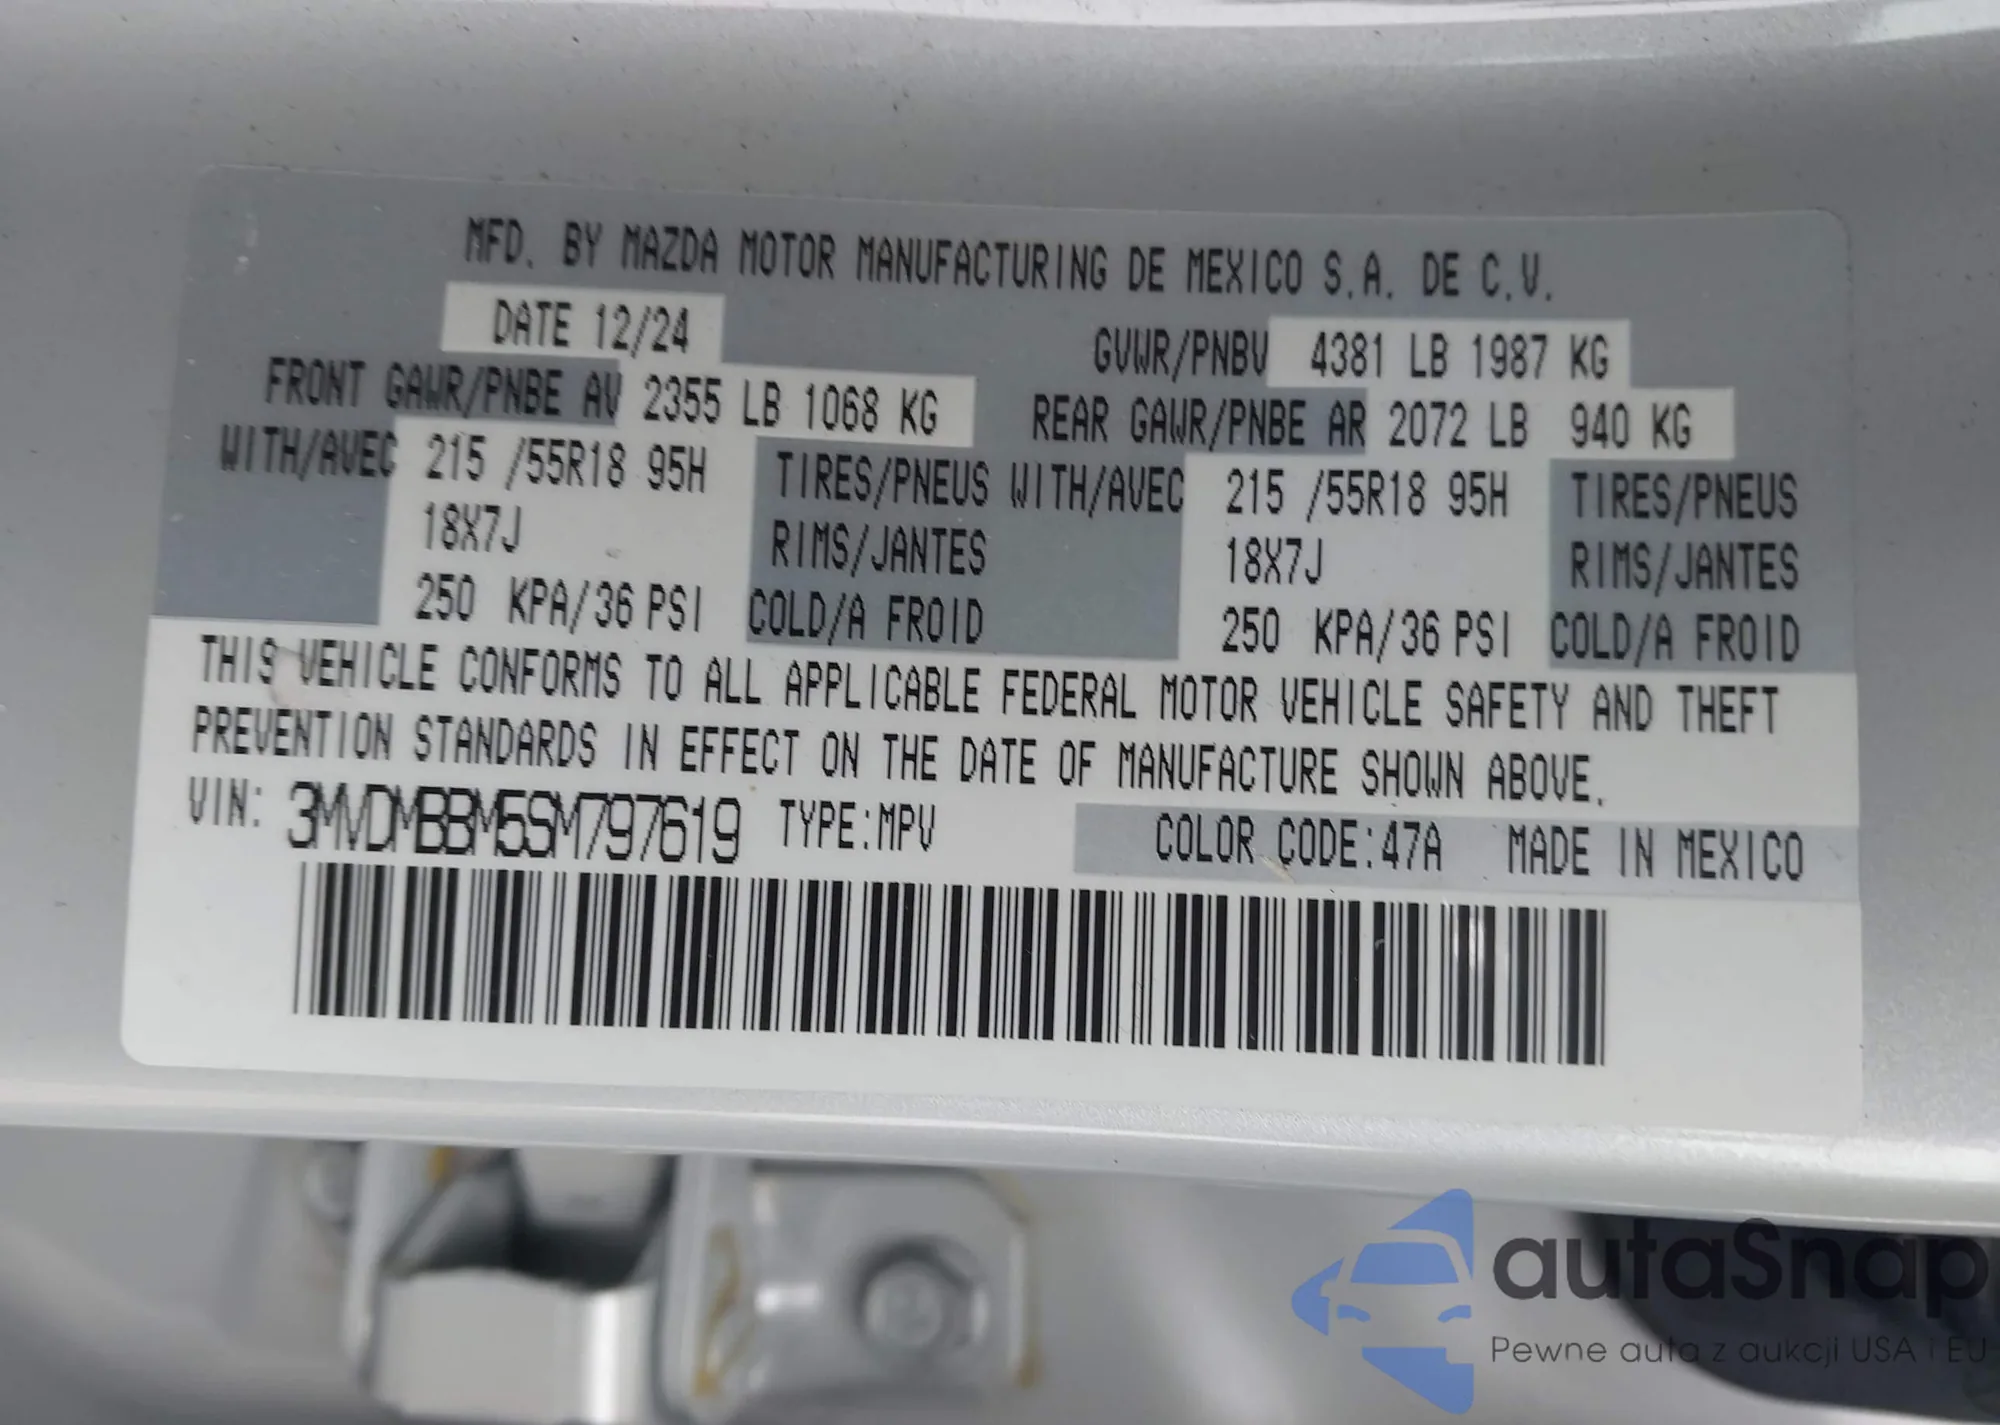 MFD. BY MAZDA MOTOR MANUFACTURING DE MEXICO S.A. DE C.V.
DATE 12/24 GVWR/PNBV 4381 LB 1987 KG
FRONT GAWR/PNBE AV 2355 LB 1068 KG REAR GAWR/PNBE AR 2072 LB 940 KG
WITH/AVEC 215 /55R18 95H TIRES/PNEUS WITH/AVEC 215 /55R18 95H TIRES/PNEUS
18X7J RIMS/JANTES 18X7J RIMS/JANTES
250 KPA/36 PSI COLD/A FROID 250 KPA/36 PSI COLD/A FROID
THIS VEHICLE CONFORMS TO ALL APPLICABLE FEDERAL MOTOR VEHICLE SAFETY AND THEFT
PREVENTION STANDARDS IN EFFECT ON THE DATE OF MANUFACTURE SHOWN ABOVE.
VIN: 3MVDMBBM5SM797619 TYPE:MPV COLOR CODE:47A MADE IN MEXICO
autaSnap
Pewne auta z aukcji USA i EU